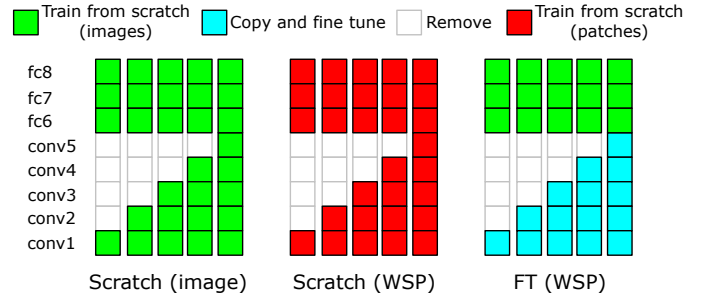 Train from scratch
(images)
Copy and fine tune
Remove
Train from scratch
(patches)
fc8
fc7
fc6
conv5
conv4
conv3
conv2
conv1
Scratch (image)
Scratch (WSP)
FT (WSP)